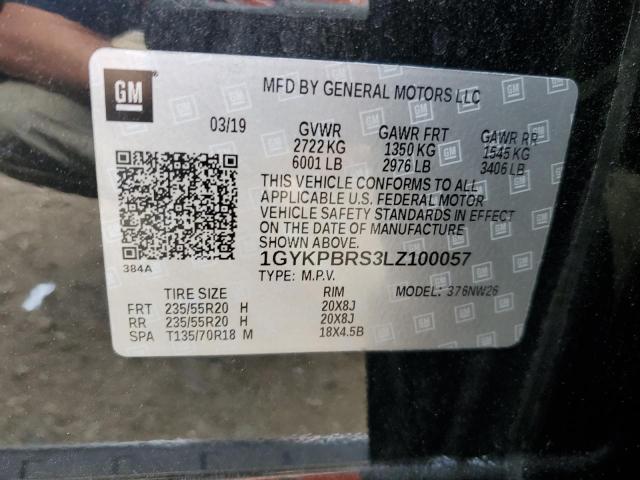 GM
MFD BY GENERAL MOTORS LLC
03/19 GVWR GAWR FRT GAWR RR
2722 KG 1350 KG 1545 KG
6001 LB 2976 LB 3406 LB
THIS VEHICLE CONFORMS TO ALL
APPLICABLE U.S. FEDERAL MOTOR
VEHICLE SAFETY STANDARDS IN EFFECT
ON THE DATE OF MANUFACTURE
1GYKPBRS3LZ100057
384A TYPE: M.P.V.
TIRE SIZE RIM MODEL: 376NW26
FRT 235/55R20 H 20X8J
RR 235/55R20 H 20X8J
SPA T135/70R18 M 18X4.5B